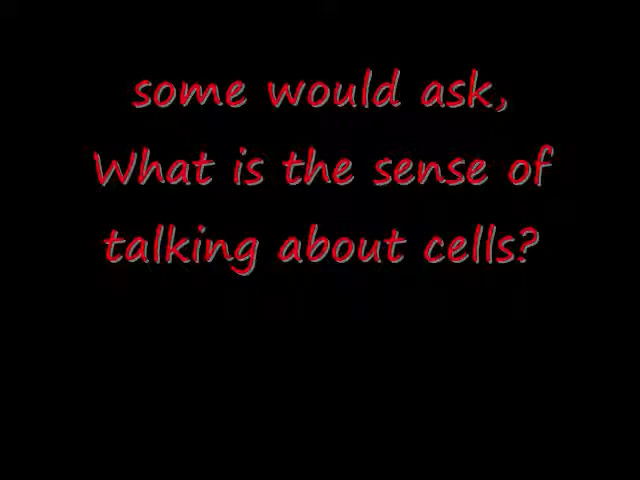 some would ask,
What is the sense of
talking about cells?